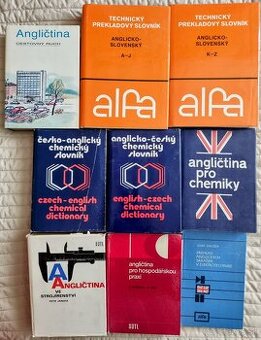 Angličtina
CESTOVNÝ RUCH
TECHNICKÝ
PREKLADOVÝ SLOVNÍK
ANGLICKO-
SLOVENSKÝ
A–J
alfa
TECHNICKÝ
PREKLADOVÝ SLOVNÍK
ANGLICKO-
SLOVENSKÝ
K–Z
alfa
česko-anglický
chemický
slovník
czech-english
chemical
dictionary
anglicko-český
chemický
slovník
english-czech
chemical
dictionary
angličtina
pro
chemiky
SNTL
ANGLIČTINA
VE
STROJÍRENSTVÍ
angličtina
pro hospodářskou
praxi
SNTL
alfa